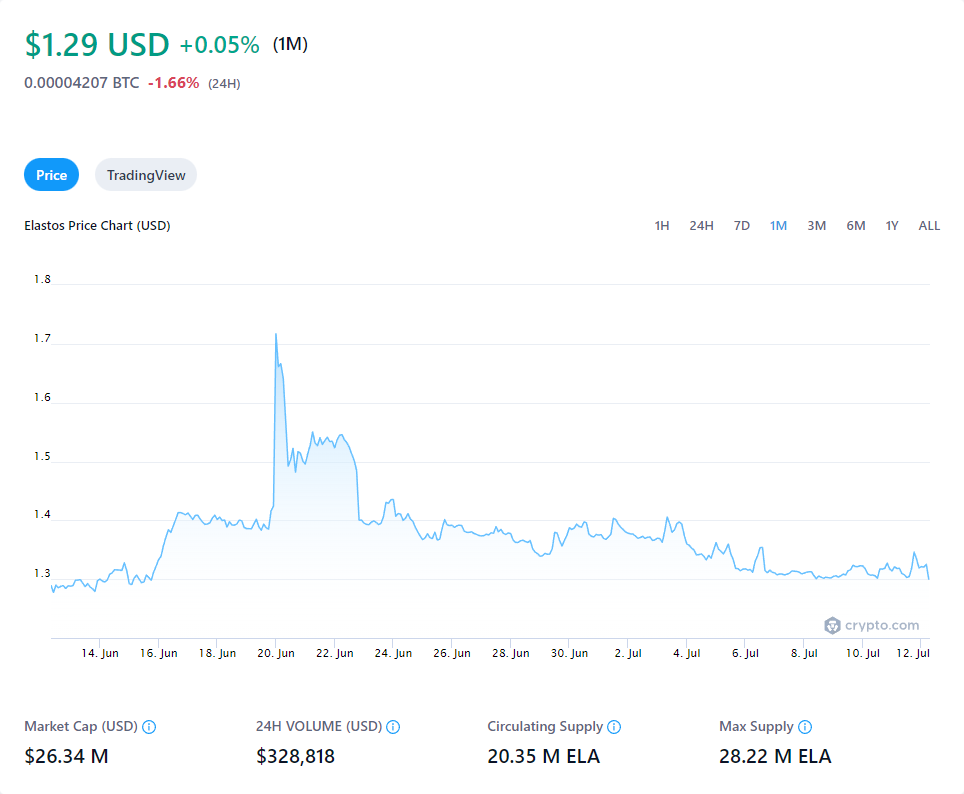 $1.29 USD +0.05% (1M)
0.00004207 BTC -1.66% (24H)
Price TradingView
Elastos Price Chart (USD) 1H 24H 7D 1M 3M 6M 1Y ALL
1.8
1.7
1.6
1.5
1.4
1.3
crypto.com
14. Jun 16. Jun 18. Jun 20. Jun 22. Jun 24. Jun 26. Jun 28. Jun 30. Jun 2. Jul 4. Jul 6. Jul 8. Jul 10. Jul 12. Jul
Market Cap (USD) 24H VOLUME (USD) Circulating Supply Max Supply
$26.34 M $328,818 20.35 M ELA 28.22 M ELA